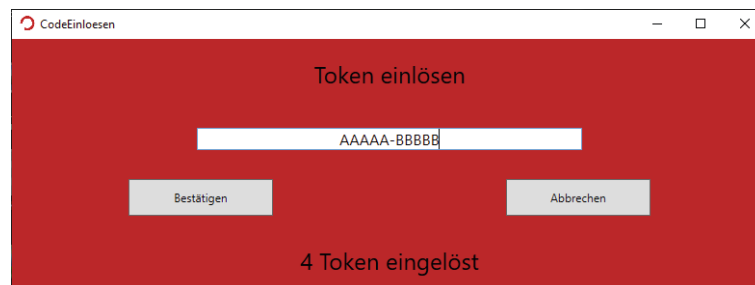 CodeEinloesen
Token einlösen
AAAAA-BBBBB
Bestätigen
Abbrechen
4 Token eingelöst